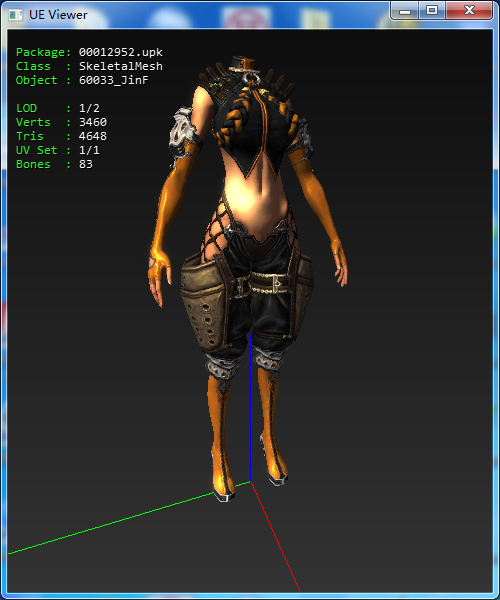 UE Viewer
Package: 00012952.upk
Class : SkeletalMesh
Object : 60033_JinF
LOD : 1/2
Verts : 3460
Tris : 4648
UV Set : 1/1
Bones : 83